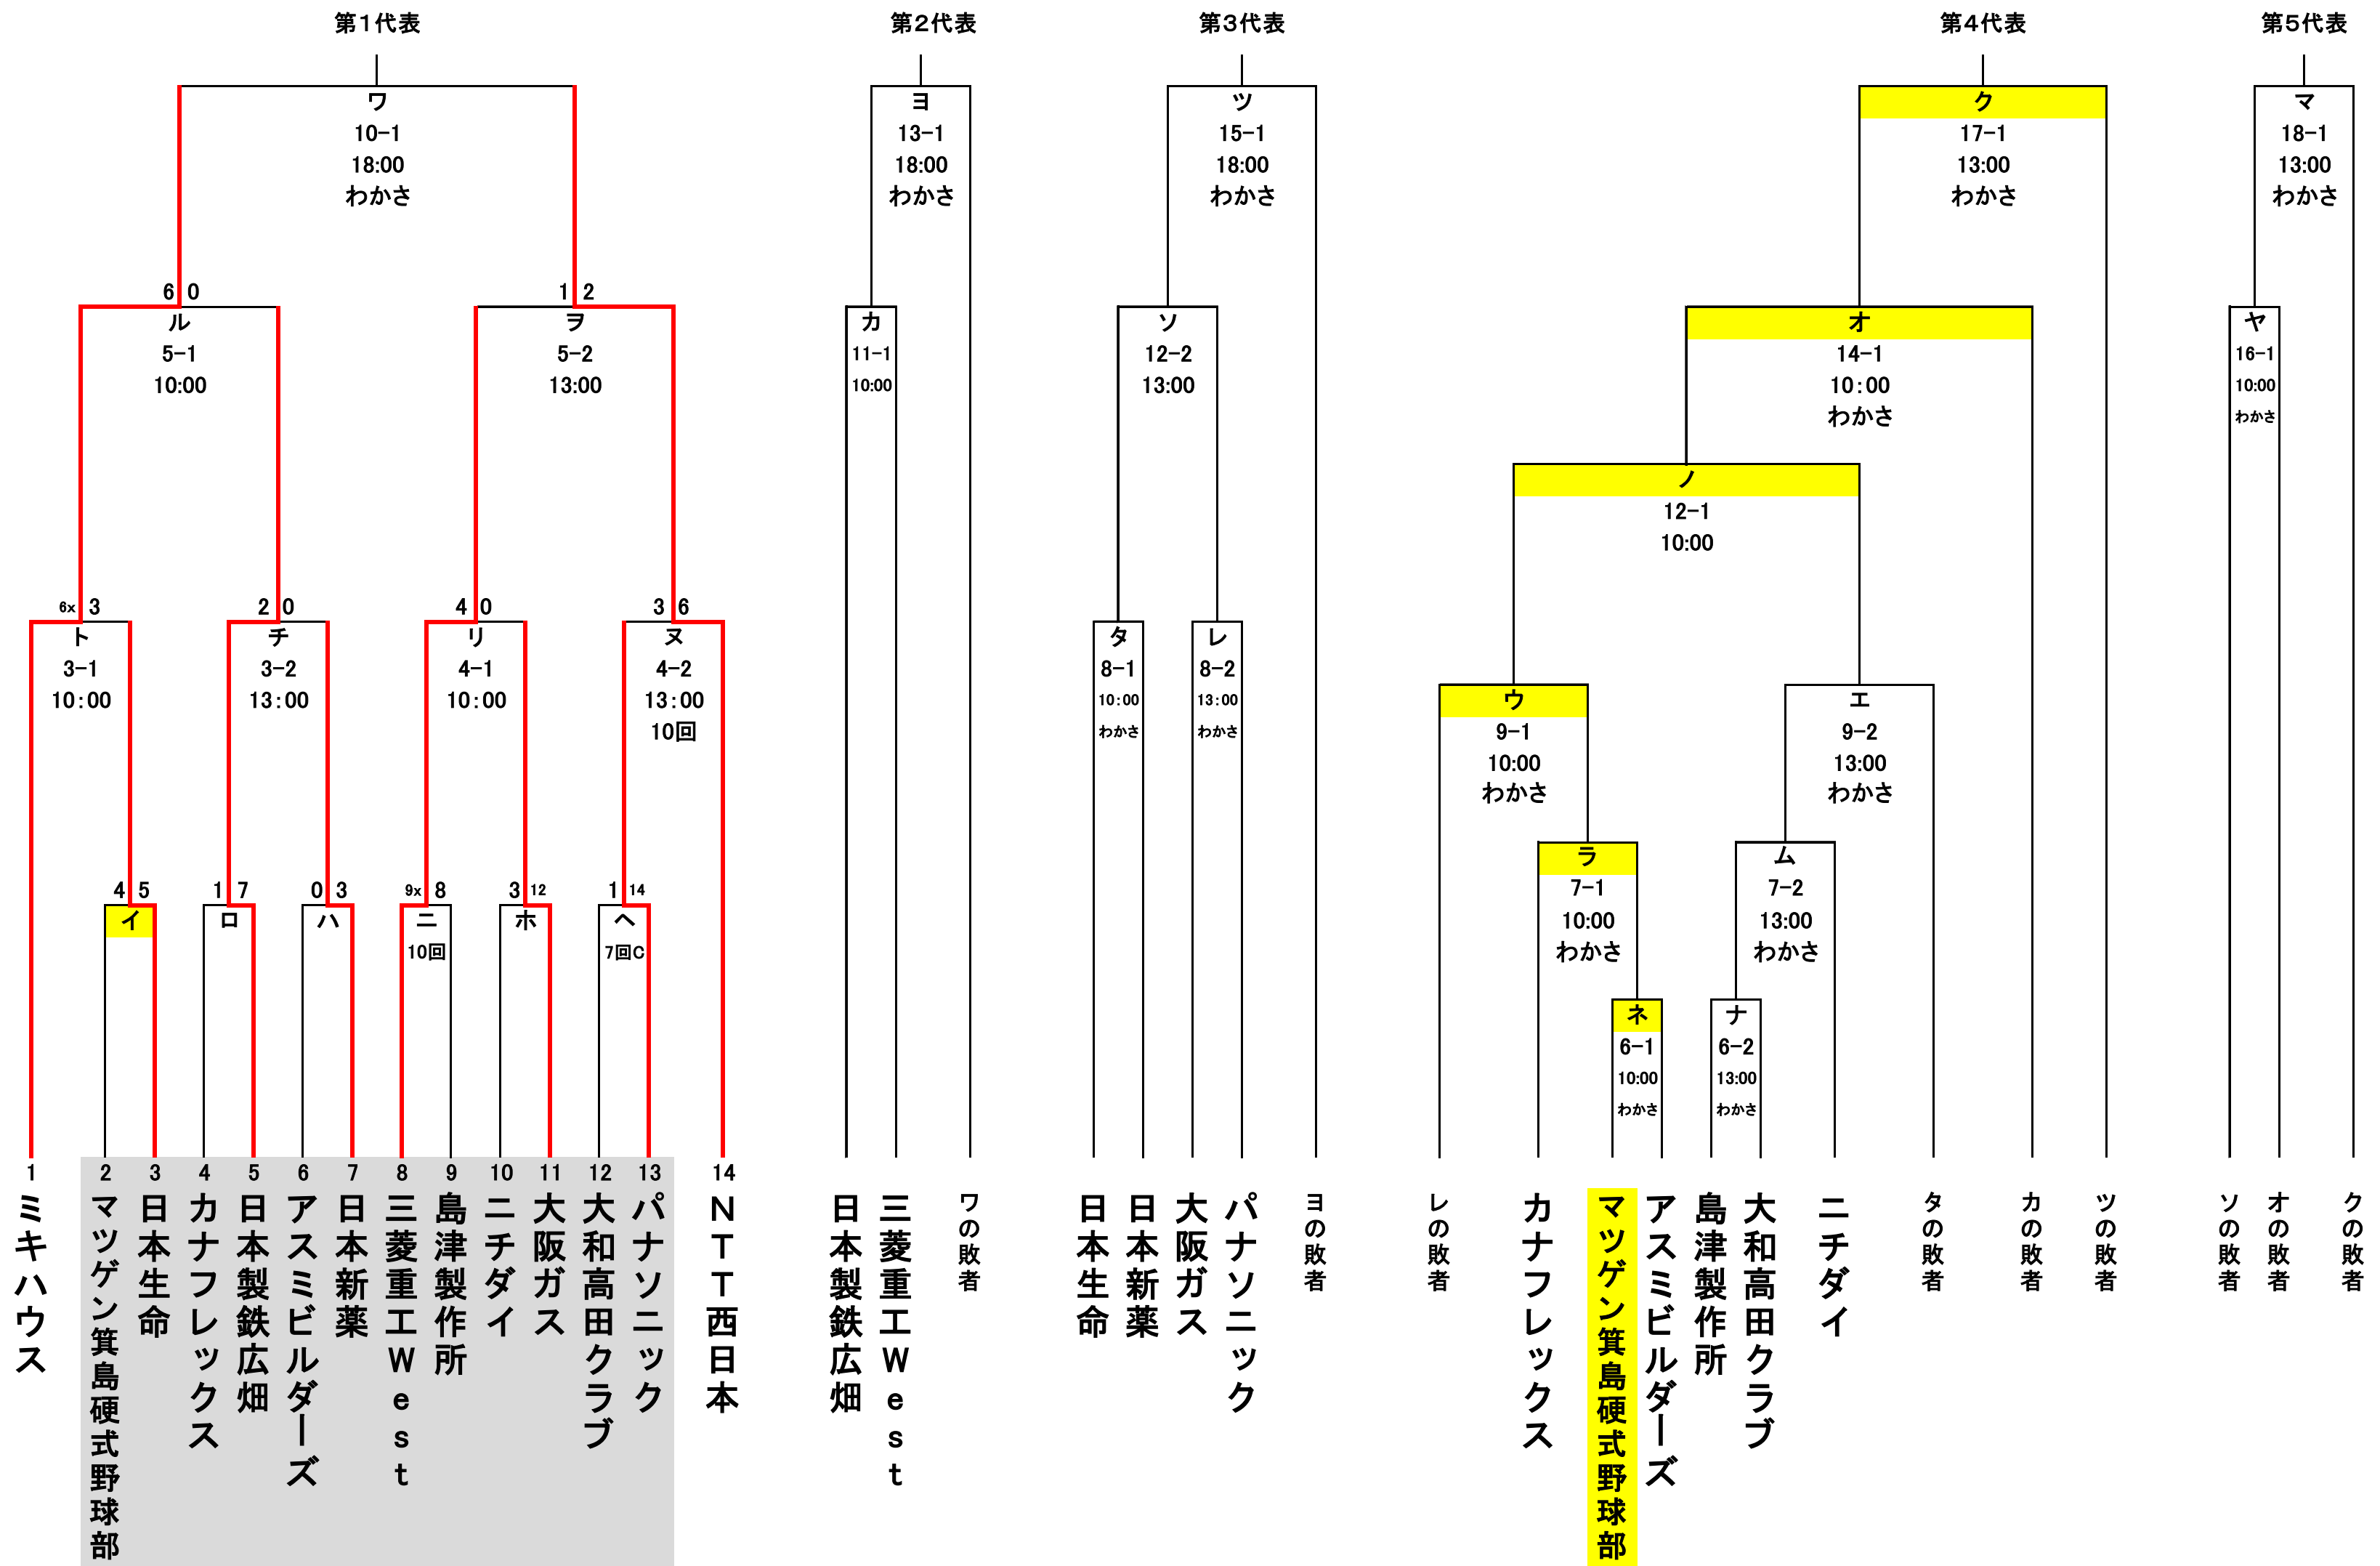 第1代表 第2代表 第3代表 第4代表 第5代表
ワ ヨ ツ ク マ
10-1 13-1 15-1 17-1 18-1
18:00 18:00 18:00 13:00 13:00
わかさ わかさ わかさ わかさ わかさ
6 0 1 2
ル ヲ カ ソ オ ヤ
5-1 5-2 11-1 12-2 14-1 16-1
10:00 13:00 10:00 13:00 10:00 10:00
わかさ わかさ
ノ
12-1
10:00
6x 3 2 0 4 0 3 6
ト チ リ ヌ タ レ
3-1 3-2 4-1 4-2 8-1 8-2
10:00 13:00 10:00 13:00 10:00 13:00
10回 わかさ わかさ
ウ エ
9-1 9-2
10:00 13:00
わかさ わかさ
ラ ム
7-1 7-2
10:00 13:00
わかさ わかさ
4 5 1 7 0 3 9x 8 3 12 1 14
イ ロ ハ ニ ホ ヘ
10回 7回C
ネ ナ
6-1 6-2
10:00 13:00
わかさ わかさ
1 2 3 4 5 6 7 8 9 10 11 12 13 14
ミキハウス
マツゲン箕島硬式野球部
日本生命
カナフレックス
日本製鉄広畑
アスミビルダーズ
日本新薬
三菱重工West
島津製作所
ニチダイ
大阪ガス
大和高田クラブ
パナソニック
NTT西日本
日本製鉄広畑
三菱重工West
ワの敗者
日本生命
日本新薬
大阪ガス
パナソニック
ヨの敗者
レの敗者
カナフレックス
マツゲン箕島硬式野球部
アスミビルダーズ
島津製作所
大和高田クラブ
ニチダイ
タの敗者
カの敗者
ツの敗者
ソの敗者
オの敗者
クの敗者